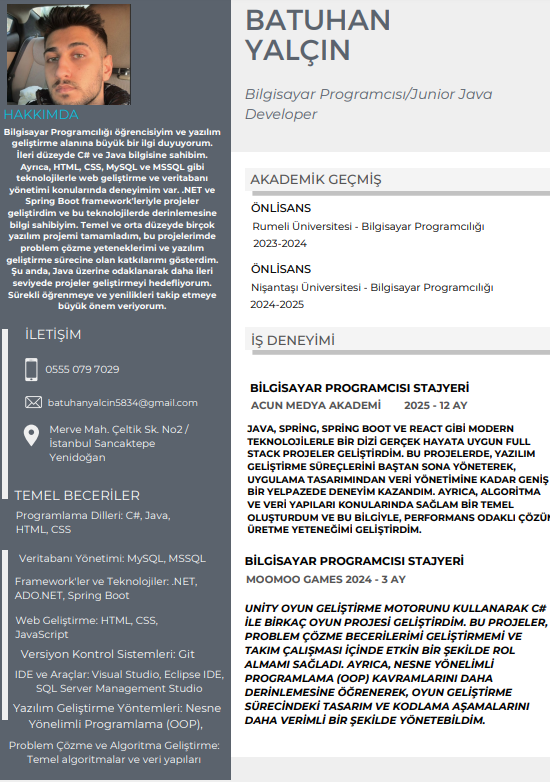 HAKKIMDA
Bilgisayar Programcılığı öğrencisiyim ve yazılım
geliştirme alanına büyük bir ilgi duyuyorum.
İleri düzeyde C# ve Java bilgisine sahibim.
Ayrıca, HTML, CSS, MySQL ve MSSQL gibi
teknolojilerle web geliştirme ve veritabanı
yönetimi konularında deneyimim var. .NET ve
Spring Boot framework'leriyle projeler
geliştirdim ve bu teknolojilerde derinlemesine
bilgi sahibiyim. Temel ve orta düzeyde birçok
yazılım projemi tamamladım, bu projelerimde
problem çözme yeteneklerimi ve yazılım
geliştirme sürecine olan katkılarımı gösterdim.
Şu anda, Java üzerine odaklanarak daha ileri
seviyede projeler geliştirmeyi hedefliyorum.
Sürekli öğrenmeye ve yenilikleri takip etmeye
büyük önem veriyorum.
İLETİŞİM
0555 079 7029
batuhanyalcin5834@gmail.com
Merve Mah. Çeltik Sk. No2 /
İstanbul Sancaktepe
Yenidoğan
TEMEL BECERİLER
Programlama Dilleri: C#, Java,
HTML, CSS
Veritabanı Yönetimi: MySQL, MSSQL
Framework'ler ve Teknolojiler: .NET,
ADO.NET, Spring Boot
Web Geliştirme: HTML, CSS,
JavaScript
Versiyon Kontrol Sistemleri: Git
IDE ve Araçlar: Visual Studio, Eclipse IDE,
SQL Server Management Studio
Yazılım Geliştirme Yöntemleri: Nesne
Yönelimli Programlama (OOP),
Problem Çözme ve Algoritma Geliştirme:
Temel algoritmalar ve veri yapıları
BATUHAN
YALÇIN
Bilgisayar Programcısı/Junior Java
Developer
AKADEMİK GEÇMİŞ
ÖNLİSANS
Rumeli Üniversitesi - Bilgisayar Programcılığı
2023-2024
ÖNLİSANS
Nişantaşı Üniversitesi - Bilgisayar Programcılığı
2024-2025
İŞ DENEYİMİ
BİLGİSAYAR PROGRAMCISI STAJYERİ
ACUN MEDYA AKADEMİ 2025 - 12 AY
JAVA, SPRING, SPRING BOOT VE REACT GİBİ MODERN
TEKNOLOJİLERLE BİR DİZİ GERÇEK HAYATA UYGUN FULL
STACK PROJELER GELİŞTİRDİM. BU PROJELERDE, YAZILIM
GELİŞTİRME SÜREÇLERİNİ BAŞTAN SONA YÖNETEREK,
UYGULAMA TASARIMINDAN VERİ YÖNETİMİNE KADAR GENİŞ
BİR YELPAZEDE DENEYİM KAZANDIM. AYRICA, ALGORİTMA
VE VERİ YAPILARI KONULARINDA SAĞLAM BİR TEMEL
OLUŞTURDUM VE BU BİLGİYLE, PERFORMANS ODAKLI ÇÖZÜM
ÜRETME YETENEĞİMİ GELİŞTİRDİM.
BİLGİSAYAR PROGRAMCISI STAJYERİ
MOOMOO GAMES 2024 - 3 AY
UNİTY OYUN GELİŞTİRME MOTORUNU KULLANARAK C#
İLE BİRKAÇ OYUN PROJESİ GELİŞTİRDİM. BU PROJELER,
PROBLEM ÇÖZME BECERİLERİMİ GELİŞTİRMEMİ VE
TAKIM ÇALIŞMASI İÇİNDE ETKİN BİR ŞEKİLDE ROL
ALMAMI SAĞLADI. AYRICA, NESNE YÖNELİMLİ
PROGRAMLAMA (OOP) KAVRAMLARINI DAHA
DERİNLEMESİNE ÖĞRENEREK, OYUN GELİŞTİRME
SÜRECİNDEKİ TASARIM VE KODLAMA AŞAMALARINI
DAHA VERİMLİ BİR ŞEKİLDE YÖNETEBİLDİM.